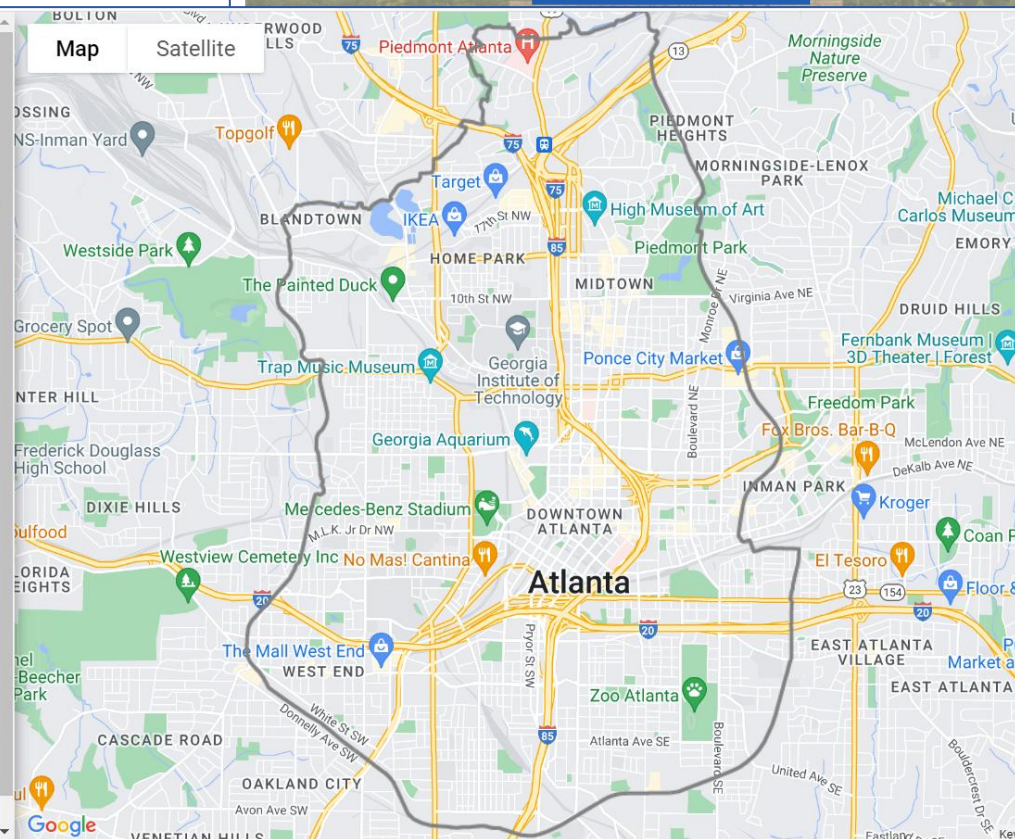 BOLTON
Map
Satellite
75
Piedmont Atlanta
13
Morningside
Nature
Preserve
OSSING
NS-Inman Yard
Topgolf
75
PIEDMONT
HEIGHTS
MORNINGSIDE-LENOX
PARK
Target
75
Michael C
Carlos Museum
BLANDTOWN
IKEA
17th St NW
High Museum of Art
Westside Park
85
Piedmont Park
EMORY
HOME PARK
The Painted Duck
MIDTOWN
10th St NW
Monroe Dr NE
Virginia Ave NE
DRUID HILLS
Grocery Spot
Georgia
Institute of
Technology
Ponce City Market
Fernbank Museum |
3D Theater | Forest
Trap Music Museum
NTER HILL
Boulevard NE
Freedom Park
Fox Bros. Bar-B-Q
Georgia Aquarium
McLendon Ave NE
Frederick Douglass
High School
DeKalb Ave NE
INMAN PARK
Kroger
DIXIE HILLS
Mercedes-Benz Stadium
DOWNTOWN
ATLANTA
M.L.K. Jr Dr NW
Coan P
ulfood
Westview Cemetery Inc
No Mas! Cantina
El Tesoro
LORIDA
EIGHTS
Atlanta
23
154
Floor &
20
20
20
The Mall West End
WEST END
Pryor St SW
EAST ATLANTA
VILLAGE
Market a
nel
-Beecher
Park
Zoo Atlanta
EAST ATLANTA
White St SW
Donnelly Ave SW
85
Atlanta Ave SE
Boulevard SE
CASCADE ROAD
United Ave SE
Bouldercrest Dr SE
OAKLAND CITY
ul
Avon Ave SW
Google
VENETIAN HILLS